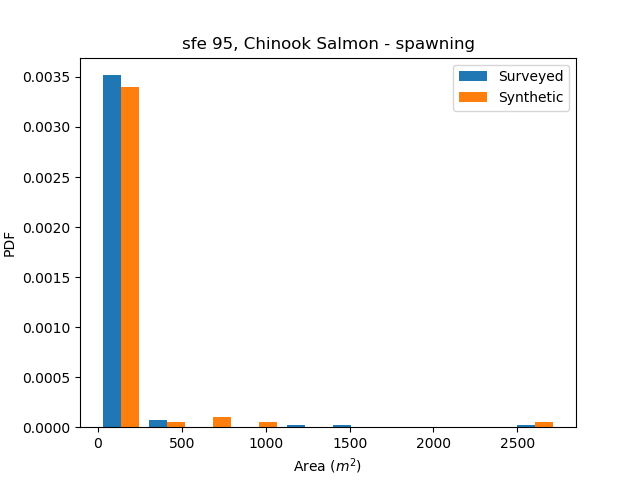 sfe 95, Chinook Salmon - spawning
Surveyed
Synthetic
0.0035
0.0030
0.0025
0.0020
0.0015
0.0010
0.0005
0.0000
PDF
0 500 1000 1500 2000 2500
Area (m²)